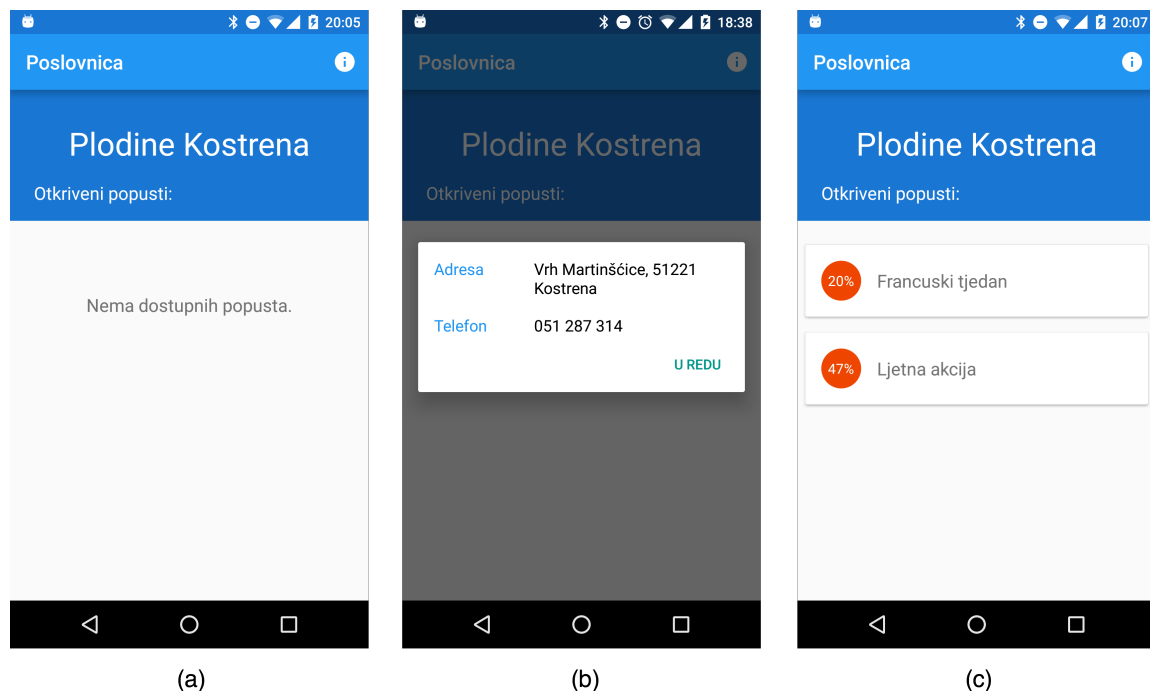 20:05
Poslovnica
Plodine Kostrena
Otkriveni popusti:
Nema dostupnih popusta.
(a)
18:38
Poslovnica
Plodine Kostrena
Otkriveni popusti:
Adresa Vrh Martinšćice, 51221
Kostrena
Telefon 051 287 314
U REDU
(b)
20:07
Poslovnica
Plodine Kostrena
Otkriveni popusti:
20% Francuski tjedan
47% Ljetna akcija
(c)